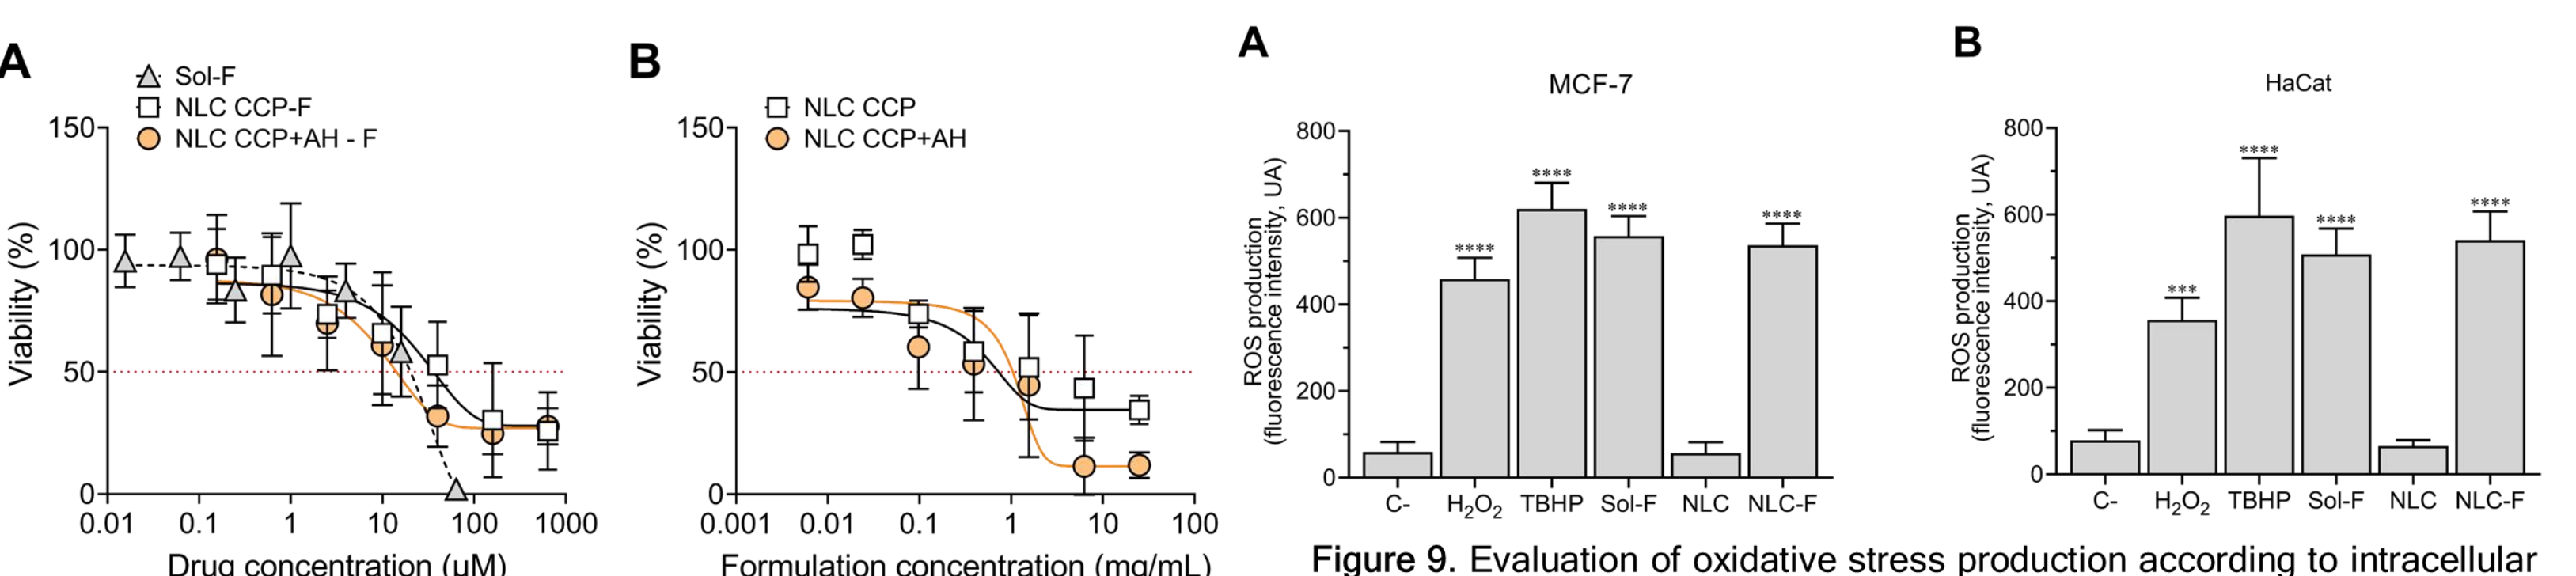 A
Sol-F
NLC CCP-F
NLC CCP+AH - F
Viability (%)
150
100
50
0
0.01 0.1 1 10 100 1000
Drug concentration (µM)
B
NLC CCP
NLC CCP+AH
Viability (%)
150
100
50
0
0.001 0.01 0.1 1 10 100
Formulation concentration (mg/mL)
A
MCF-7
ROS production
(fluorescence intensity, UA)
800
600
400
200
0
****
****
****
****
C- H₂O₂ TBHP Sol-F NLC NLC-F
B
HaCat
ROS production
(fluorescence intensity, UA)
800
600
400
200
0
***
****
****
****
C- H₂O₂ TBHP Sol-F NLC NLC-F
Figure 9. Evaluation of oxidative stress production according to intracellular